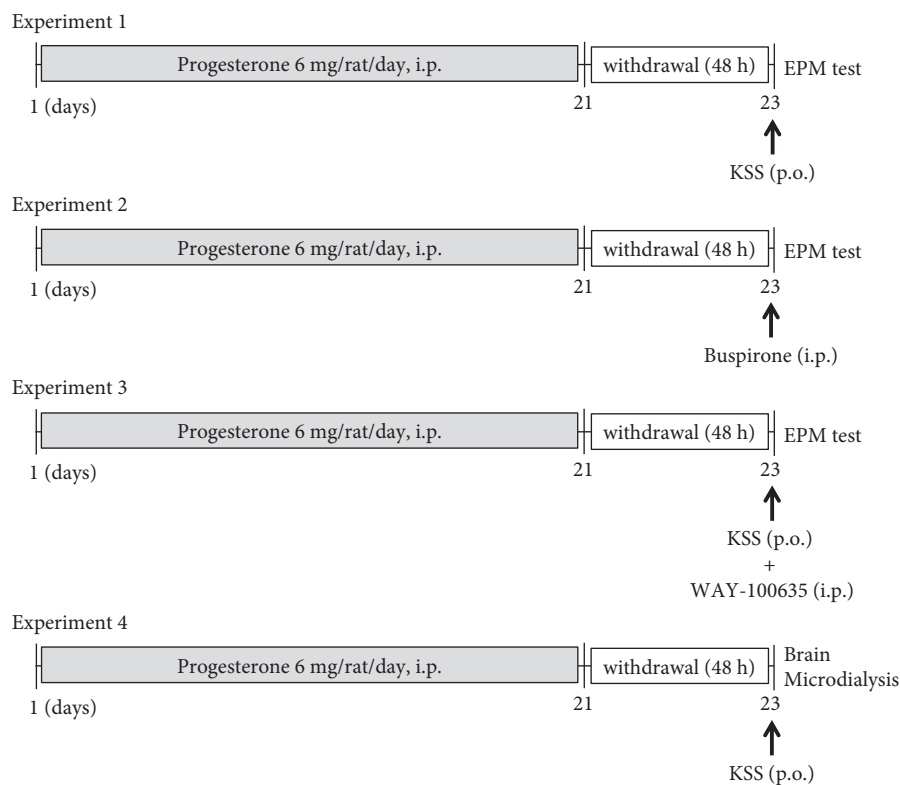 Experiment 1
Progesterone 6 mg/rat/day, i.p.
withdrawal (48 h)
EPM test
1 (days)
21
23
KSS (p.o.)
Experiment 2
Progesterone 6 mg/rat/day, i.p.
withdrawal (48 h)
EPM test
1 (days)
21
23
Buspirone (i.p.)
Experiment 3
Progesterone 6 mg/rat/day, i.p.
withdrawal (48 h)
EPM test
1 (days)
21
23
KSS (p.o.)
+
WAY-100635 (i.p.)
Experiment 4
Progesterone 6 mg/rat/day, i.p.
withdrawal (48 h)
Brain
Microdialysis
1 (days)
21
23
KSS (p.o.)